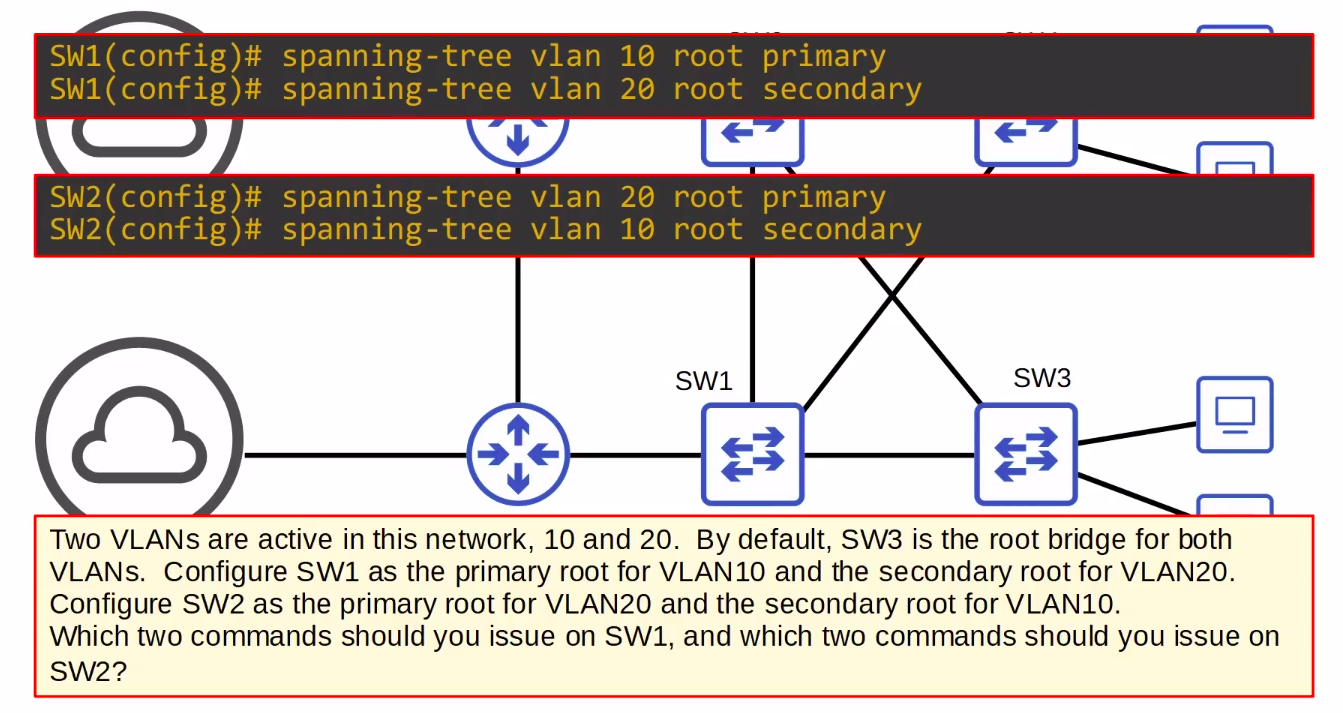 SW1(config)# spanning-tree vlan 10 root primary
SW1(config)# spanning-tree vlan 20 root secondary
SW2(config)# spanning-tree vlan 20 root primary
SW2(config)# spanning-tree vlan 10 root secondary
SW1
SW3
Two VLANs are active in this network, 10 and 20. By default, SW3 is the root bridge for both
VLANs. Configure SW1 as the primary root for VLAN10 and the secondary root for VLAN20.
Configure SW2 as the primary root for VLAN20 and the secondary root for VLAN10.
Which two commands should you issue on SW1, and which two commands should you issue on
SW2?